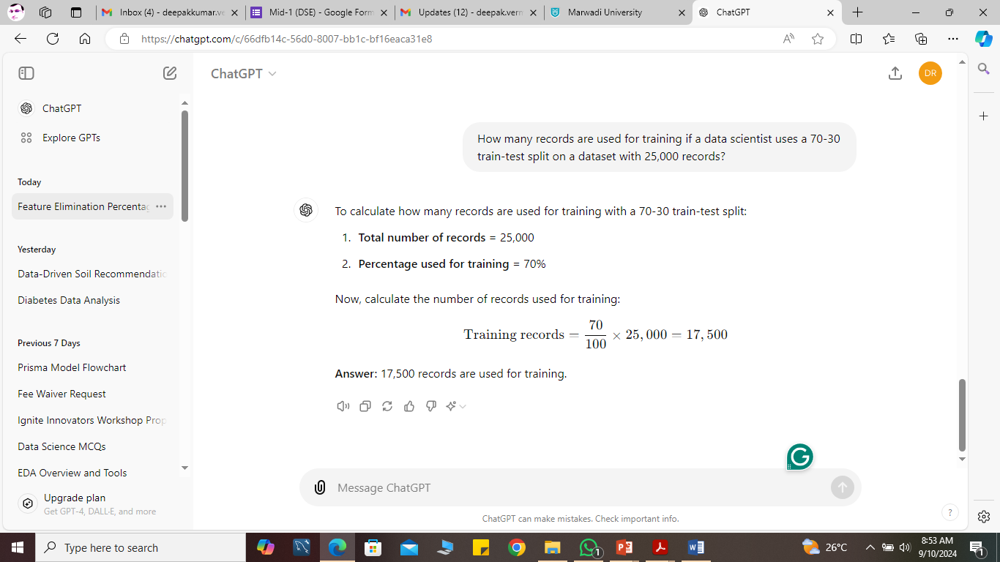 Inbox (4) - deepakkumar.ve
Mid-1 (DSE) - Google Form
Updates (12) - deepak.verm
Marwadi University
ChatGPT
https://chatgpt.com/c/66dfb14c-56d0-8007-bb1c-bf16eaca31e8
ChatGPT
DR
ChatGPT
Explore GPTs
Today
Feature Elimination Percentag
Yesterday
Data-Driven Soil Recommendatio
Diabetes Data Analysis
Previous 7 Days
Prisma Model Flowchart
Fee Waiver Request
Ignite Innovators Workshop Prop
Data Science MCQs
EDA Overview and Tools
Upgrade plan
Get GPT-4, DALL·E, and more
How many records are used for training if a data scientist uses a 70-30
train-test split on a dataset with 25,000 records?
To calculate how many records are used for training with a 70-30 train-test split:
1. Total number of records = 25,000
2. Percentage used for training = 70%
Now, calculate the number of records used for training:
Training records = 70/100 × 25,000 = 17,500
Answer: 17,500 records are used for training.
Message ChatGPT
ChatGPT can make mistakes. Check important info.
?
Type here to search
1
26°C
8:53 AM
9/10/2024
1